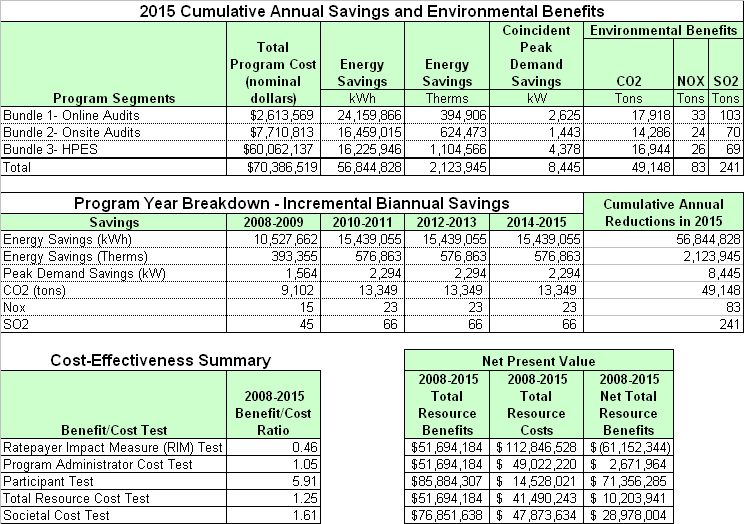 2015 Cumulative Annual Savings and Environmental Benefits
Program Segments Total Program Cost (nominal dollars) Energy Savings Energy Savings Coincident Peak Demand Savings Environmental Benefits
CO2 NOX SO2
kWh Therms kW Tons Tons Tons
Bundle 1- Online Audits $2,613,569 24,159,866 394,906 2,625 17,918 33 103
Bundle 2- Onsite Audits $7,710,813 16,459,015 624,473 1,443 14,286 24 70
Bundle 3- HPES $60,062,137 16,225,946 1,104,566 4,378 16,944 26 69
Total $70,386,519 56,844,828 2,123,945 8,445 49,148 83 241
Program Year Breakdown - Incremental Biannual Savings Cumulative Annual Reductions in 2015
Savings 2008-2009 2010-2011 2012-2013 2014-2015
Energy Savings (kWh) 10,527,662 15,439,055 15,439,055 15,439,055 56,844,828
Energy Savings (Therms) 393,355 576,863 576,863 576,863 2,123,945
Peak Demand Savings (kW) 1,564 2,294 2,294 2,294 8,445
CO2 (tons) 9,102 13,349 13,349 13,349 49,148
Nox 15 23 23 23 83
SO2 45 66 66 66 241
Cost-Effectiveness Summary Net Present Value
Benefit/Cost Test 2008-2015 Benefit/Cost Ratio 2008-2015 Total Resource Benefits 2008-2015 Total Resource Costs 2008-2015 Net Total Resource Benefits
Ratepayer Impact Measure (RIM) Test 0.46 $51,694,184 $ 112,846,528 $ (61,152,344)
Program Administrator Cost Test 1.05 $51,694,184 $ 49,022,220 $ 2,671,964
Participant Test 5.91 $85,884,307 $ 14,528,021 $ 71,356,285
Total Resource Cost Test 1.25 $51,694,184 $ 41,490,243 $ 10,203,941
Societal Cost Test 1.61 $76,851,638 $ 47,873,634 $ 28,978,004